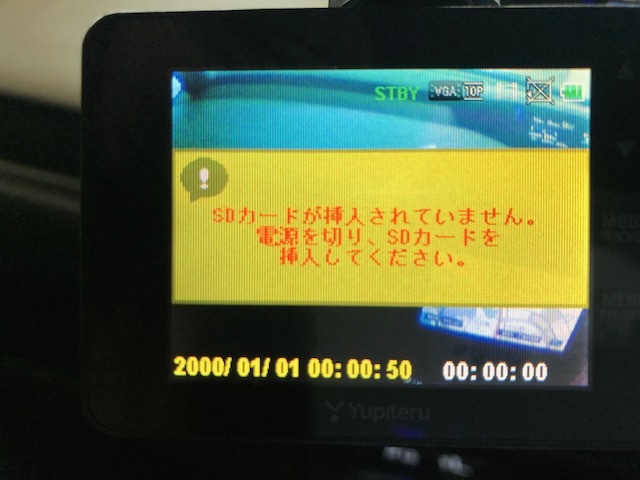 STBY VGA TOP
SDカードが挿入されていません。
電源を切り、SDカードを
挿入してください。
2000/01/01 00:00:50 00:00:00
Yupiteru